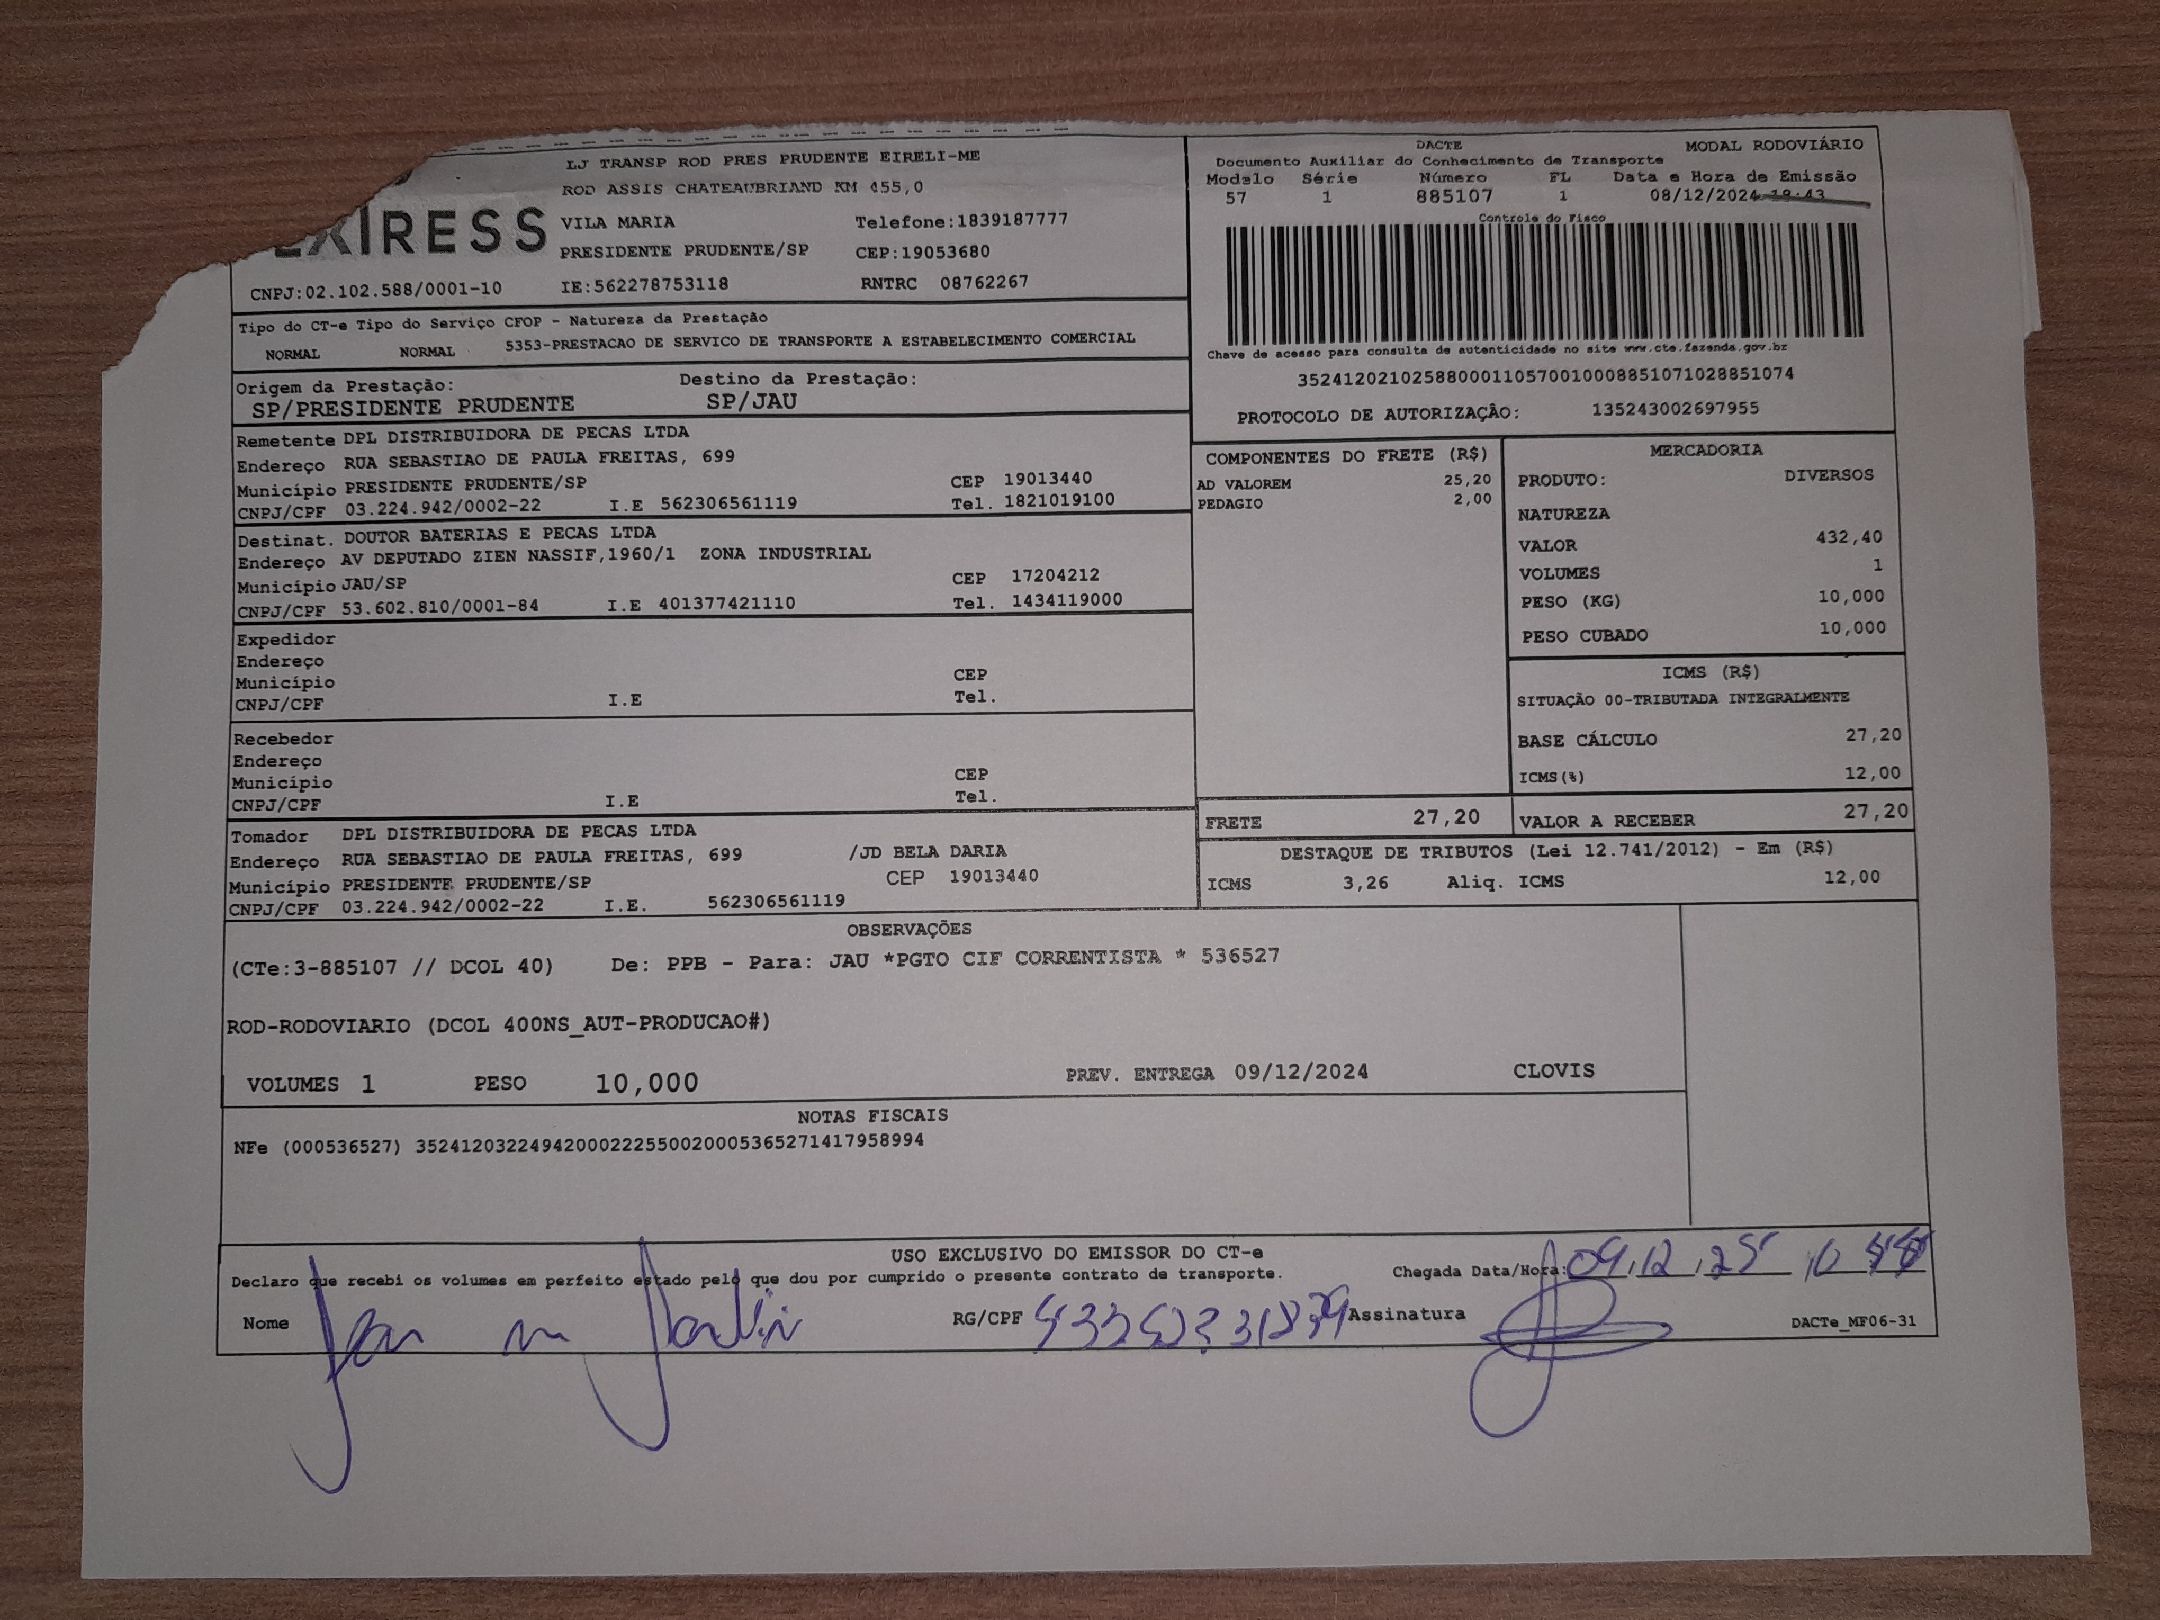 LJ TRANSP ROD PRES PRUDENTE EIRELI-ME
ROD ASSIS CHATEAUBRIAND KM 455,0
VILA MARIA Telefone:1839187777
PRESIDENTE PRUDENTE/SP CEP:19053680
CNPJ:02.102.588/0001-10 IE:562278753118 RNTRC 08762267
DACTE MODAL RODOVIÁRIO
Documento Auxiliar do Conhecimento de Transporte
Modelo Série Número FL Data e Hora de Emissão
57 1 885107 1 08/12/2024 18:43
Controle do Fisco
Chave de acesso para consulta de autenticidade no site www.cte.fazenda.gov.br
35241202102588000110570010008851071028851074
PROTOCOLO DE AUTORIZAÇÃO: 135243002697955
Tipo do CT-e Tipo do Serviço CFOP - Natureza da Prestação
NORMAL NORMAL 5353-PRESTACAO DE SERVICO DE TRANSPORTE A ESTABELECIMENTO COMERCIAL
Origem da Prestação: Destino da Prestação:
SP/PRESIDENTE PRUDENTE SP/JAU
Remetente DPL DISTRIBUIDORA DE PECAS LTDA
Endereço RUA SEBASTIAO DE PAULA FREITAS, 699
Município PRESIDENTE PRUDENTE/SP CEP 19013440
CNPJ/CPF 03.224.942/0002-22 I.E 562306561119 Tel. 1821019100
Destinat. DOUTOR BATERIAS E PECAS LTDA
Endereço AV DEPUTADO ZIEN NASSIF,1960/1 ZONA INDUSTRIAL
Município JAU/SP CEP 17204212
CNPJ/CPF 53.602.810/0001-84 I.E 401377421110 Tel. 1434119000
Expedidor
Endereço
Município CEP
CNPJ/CPF I.E Tel.
Recebedor
Endereço
Município CEP
CNPJ/CPF I.E Tel.
Tomador DPL DISTRIBUIDORA DE PECAS LTDA
Endereço RUA SEBASTIAO DE PAULA FREITAS, 699 /JD BELA DARIA
Município PRESIDENTE PRUDENTE/SP CEP 19013440
CNPJ/CPF 03.224.942/0002-22 I.E. 562306561119
COMPONENTES DO FRETE (R$)
AD VALOREM 25,20
PEDAGIO 2,00
MERCADORIA
PRODUTO: DIVERSOS
NATUREZA
VALOR 432,40
VOLUMES 1
PESO (KG) 10,000
PESO CUBADO 10,000
ICMS (R$)
SITUAÇÃO 00-TRIBUTADA INTEGRALMENTE
BASE CÁLCULO 27,20
ICMS(%) 12,00
FRETE 27,20 VALOR A RECEBER 27,20
DESTAQUE DE TRIBUTOS (Lei 12.741/2012) - Em (R$)
ICMS 3,26 Aliq. ICMS 12,00
OBSERVAÇÕES
(CTe:3-885107 // DCOL 40) De: PPB - Para: JAU *PGTO CIF CORRENTISTA * 536527
ROD-RODOVIARIO (DCOL 400NS_AUT-PRODUCAO#)
VOLUMES 1 PESO 10,000 PREV. ENTREGA 09/12/2024 CLOVIS
NOTAS FISCAIS
NFe (000536527) 35241203224942000222550020005365271417958994
USO EXCLUSIVO DO EMISSOR DO CT-e
Declaro que recebi os volumes em perfeito estado pelo que dou por cumprido o presente contrato de transporte. Chegada Data/Hora: 09.12.25
Nome RG/CPF Assinatura
DACTe_MF06-31